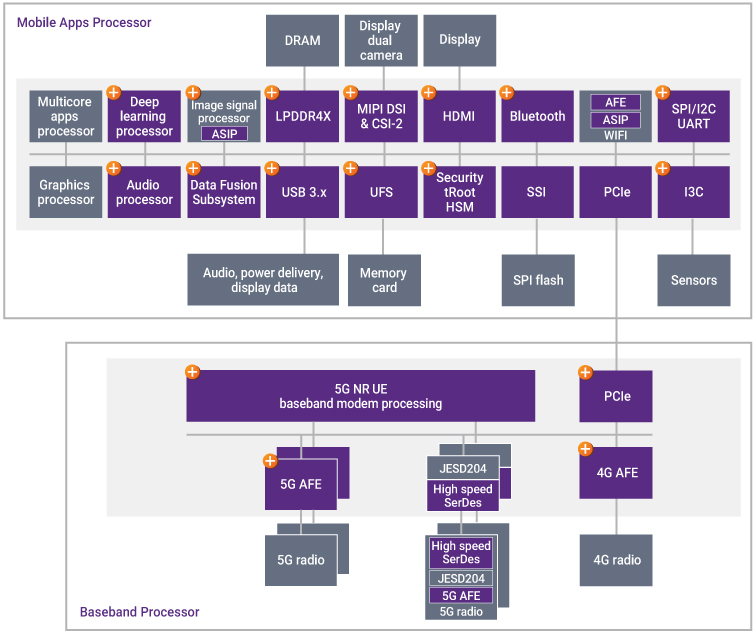 Mobile Apps Processor
DRAM
Display
dual
camera
Display
Multicore
apps
processor
Deep
learning
processor
Image signal
processor
ASIP
LPDDR4X
MIPI DSI
& CSI-2
HDMI
Bluetooth
AFE
ASIP
WIFI
SPI/I2C
UART
Graphics
processor
Audio
processor
Data Fusion
Subsystem
USB 3.x
UFS
Security
tRoot
HSM
SSI
PCIe
I3C
Audio, power delivery,
display data
Memory
card
SPI flash
Sensors
5G NR UE
baseband modem processing
PCIe
5G AFE
JESD204
High speed
SerDes
4G AFE
5G radio
High speed
SerDes
JESD204
5G AFE
5G radio
4G radio
Baseband Processor